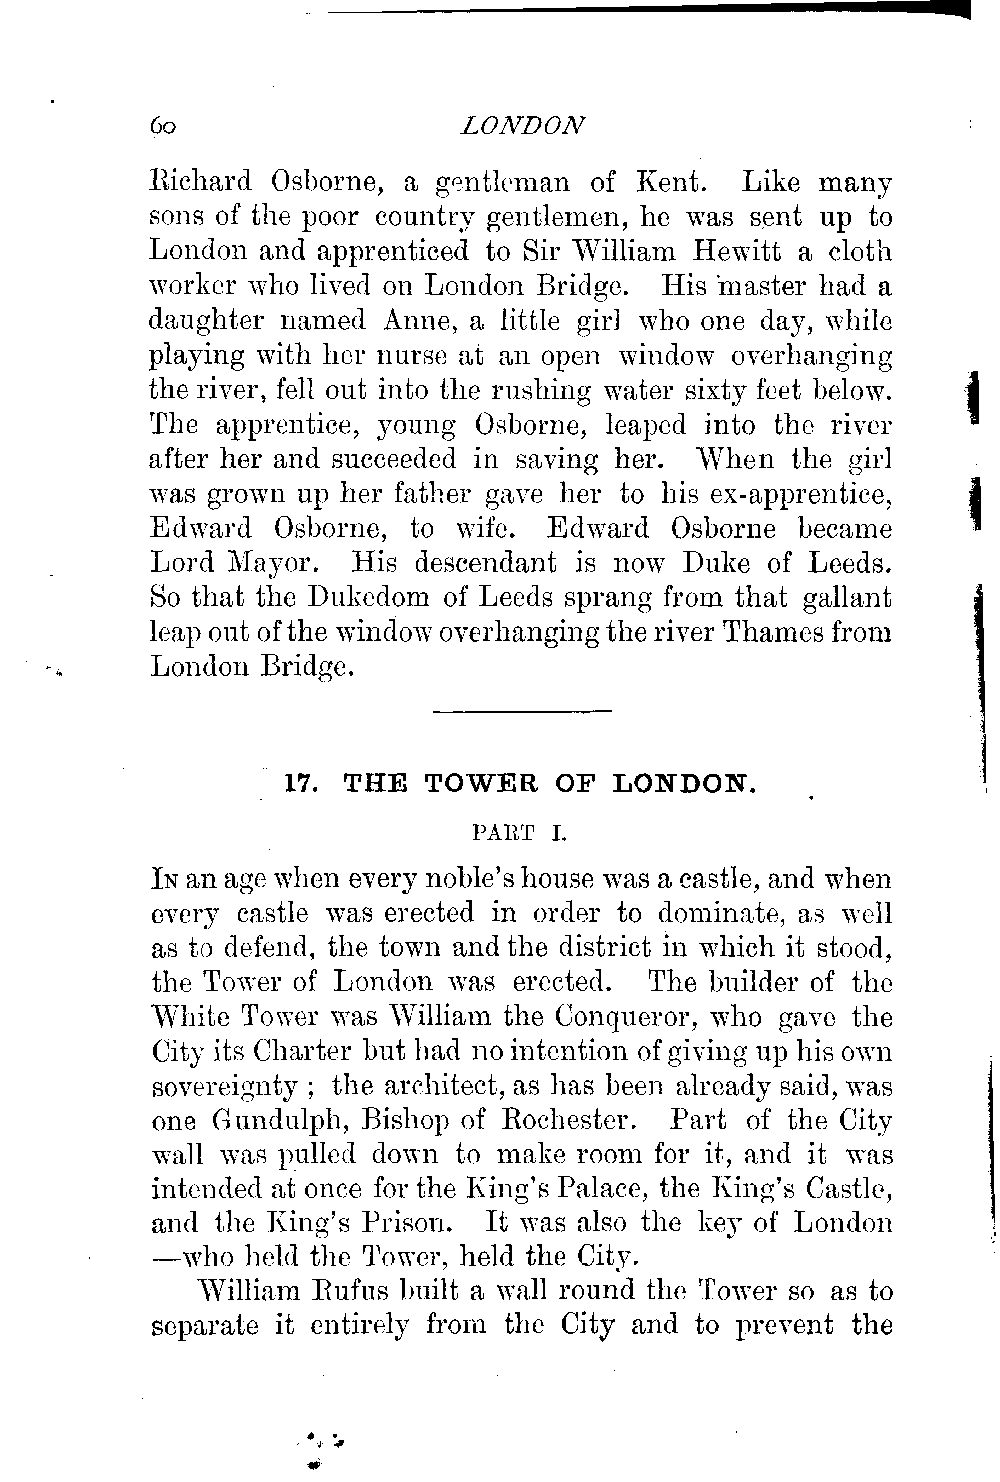 60 LONDON
Richard Osborne, a gentleman of Kent. Like many
sons of the poor country gentlemen, he was sent up to
London and apprenticed to Sir William Hewitt a cloth
worker who lived on London Bridge. His master had a
daughter named Anne, a little girl who one day, while
playing with her nurse at an open window overhanging
the river, fell out into the rushing water sixty feet below.
The apprentice, young Osborne, leaped into the river
after her and succeeded in saving her. When the girl
was grown up her father gave her to his ex-apprentice,
Edward Osborne, to wife. Edward Osborne became
Lord Mayor. His descendant is now Duke of Leeds.
So that the Dukedom of Leeds sprang from that gallant
leap out of the window overhanging the river Thames from
London Bridge.
17. THE TOWER OF LONDON.
PART I.
IN an age when every noble's house was a castle, and when
every castle was erected in order to dominate, as well
as to defend, the town and the district in which it stood,
the Tower of London was erected. The builder of the
White Tower was William the Conqueror, who gave the
City its Charter but had no intention of giving up his own
sovereignty ; the architect, as has been already said, was
one Gundulph, Bishop of Rochester. Part of the City
wall was pulled down to make room for it, and it was
intended at once for the King's Palace, the King's Castle,
and the King's Prison. It was also the key of London
—who held the Tower, held the City.
William Rufus built a wall round the Tower so as to
separate it entirely from the City and to prevent the